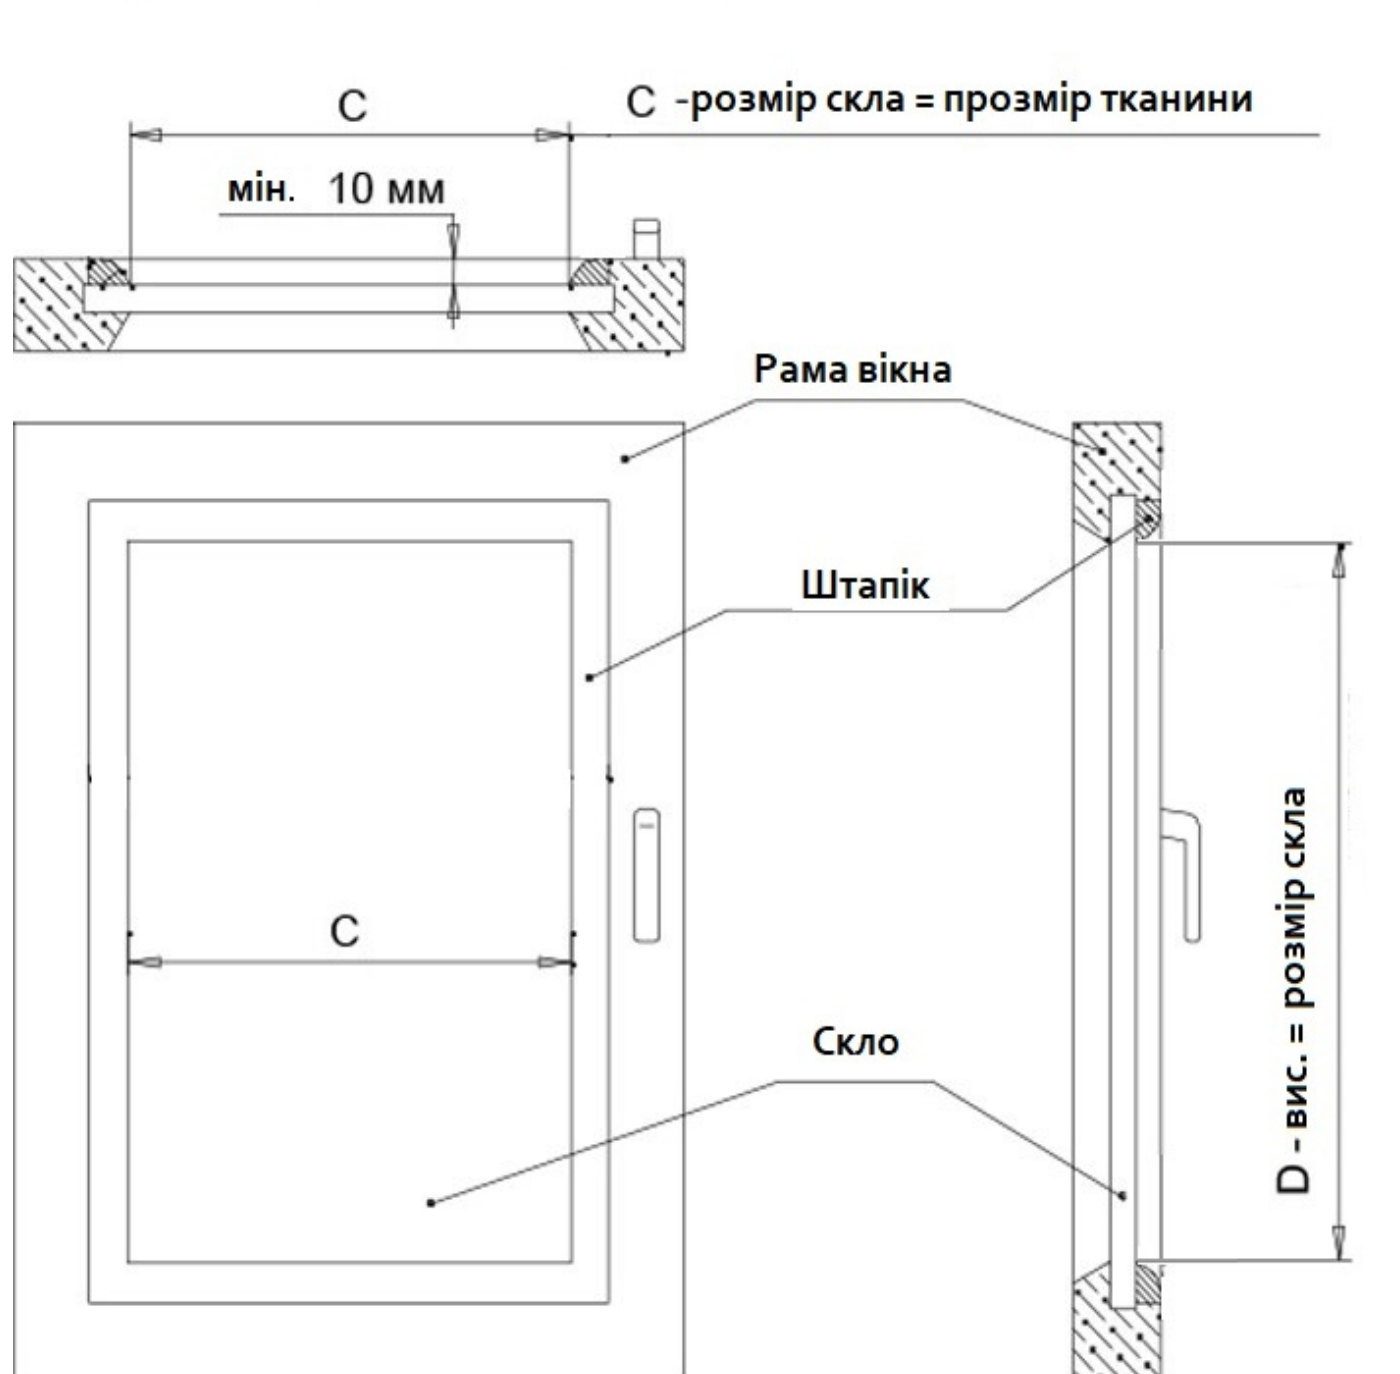 C
C -розмір скла = прозмір тканини
мін. 10 мм
Рама вікна
Штапік
C
Скло
D - вис. = розмір скла